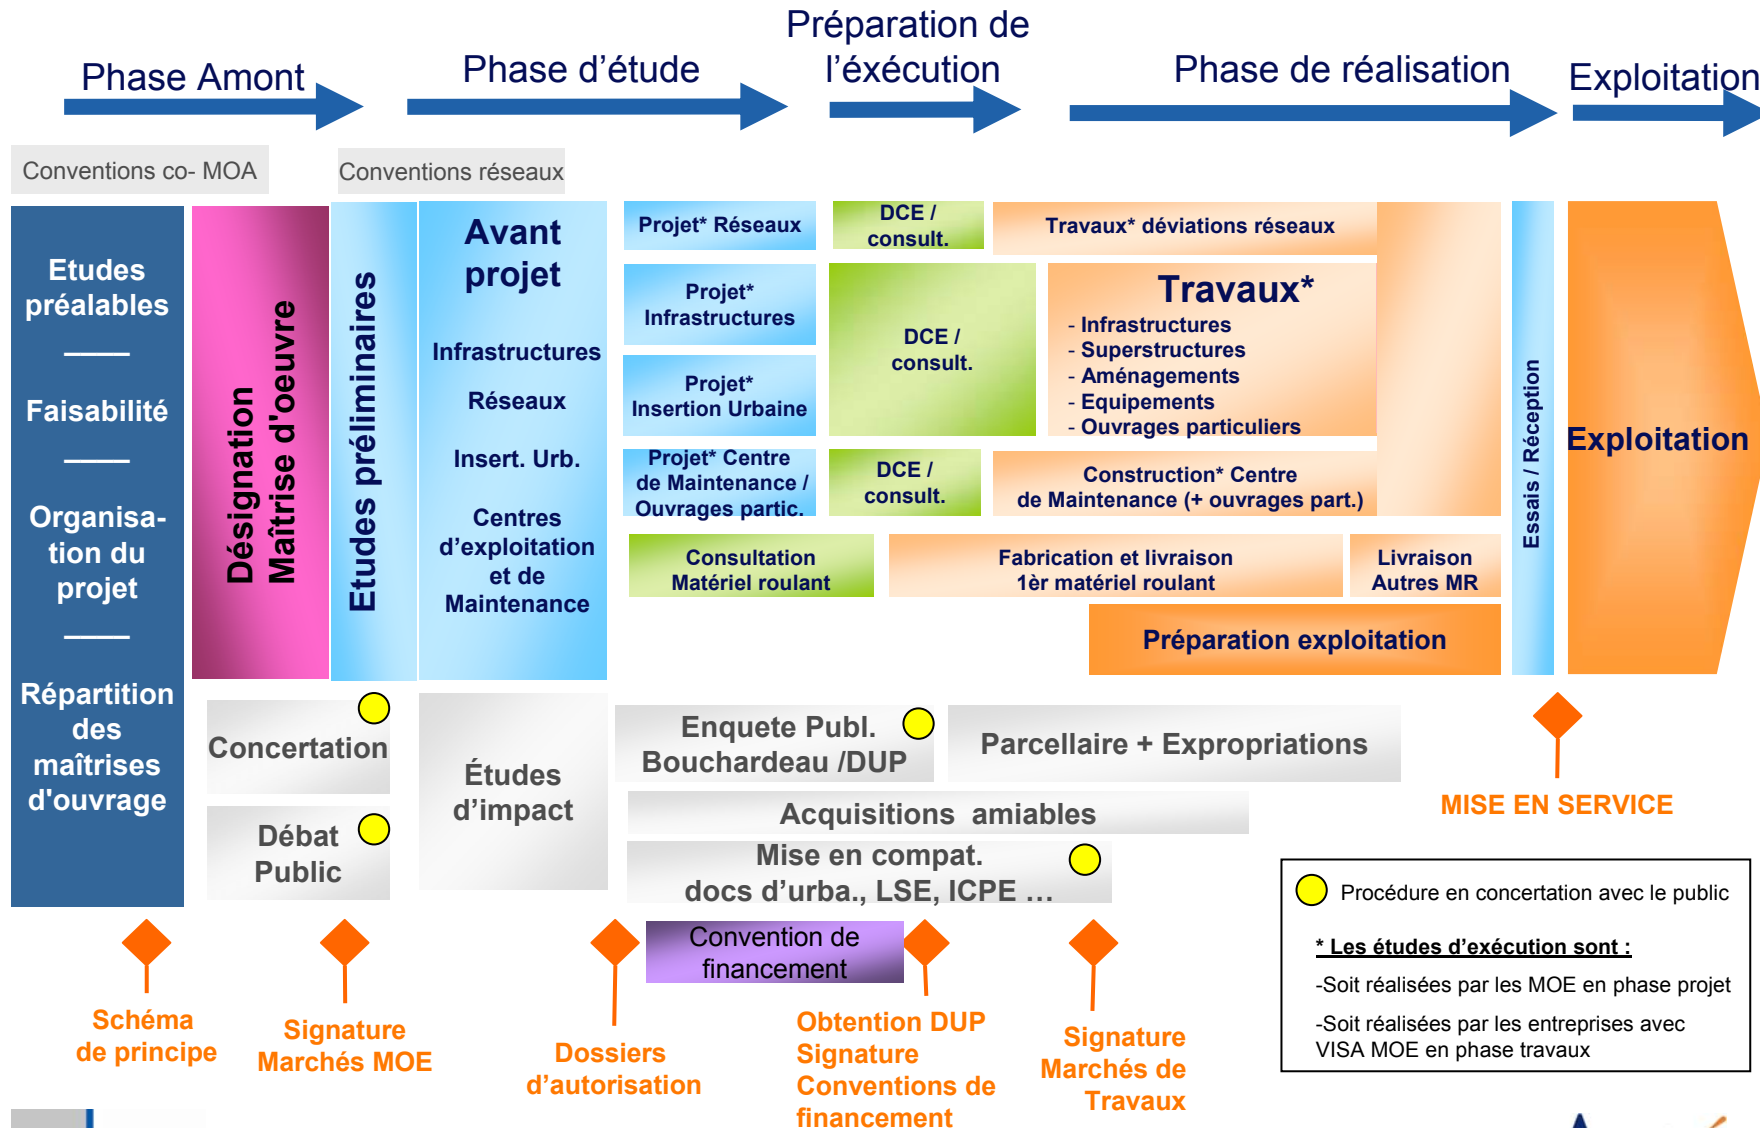 Phase Amont
Phase d'étude
Préparation de
l'éxécution
Phase de réalisation
Exploitation
Conventions co- MOA
Conventions réseaux
Etudes
préalables
Faisabilité
Organisa-
tion du
projet
Répartition
des
maîtrises
d'ouvrage
Désignation
Maîtrise d'oeuvre
Etudes préliminaires
Avant
projet
Infrastructures
Réseaux
Insert. Urb.
Centres
d'exploitation
et de
Maintenance
Projet* Réseaux
Projet*
Infrastructures
Projet*
Insertion Urbaine
Projet* Centre
de Maintenance /
Ouvrages partic.
DCE /
consult.
DCE /
consult.
DCE /
consult.
Travaux* déviations réseaux
Travaux*
- Infrastructures
- Superstructures
- Aménagements
- Equipements
- Ouvrages particuliers
Construction* Centre
de Maintenance (+ ouvrages part.)
Consultation
Matériel roulant
Fabrication et livraison
1èr matériel roulant
Livraison
Autres MR
Préparation exploitation
Essais / Réception
Exploitation
Concertation
Débat
Public
Études
d'impact
Enquete Publ.
Bouchardeau /DUP
Parcellaire + Expropriations
Acquisitions amiables
Mise en compat.
docs d'urba., LSE, ICPE ...
Convention de
financement
MISE EN SERVICE
Schéma
de principe
Signature
Marchés MOE
Dossiers
d'autorisation
Obtention DUP
Signature
Conventions de
financement
Signature
Marchés de
Travaux
Procédure en concertation avec le public
* Les études d'exécution sont :
-Soit réalisées par les MOE en phase projet
-Soit réalisées par les entreprises avec
VISA MOE en phase travaux